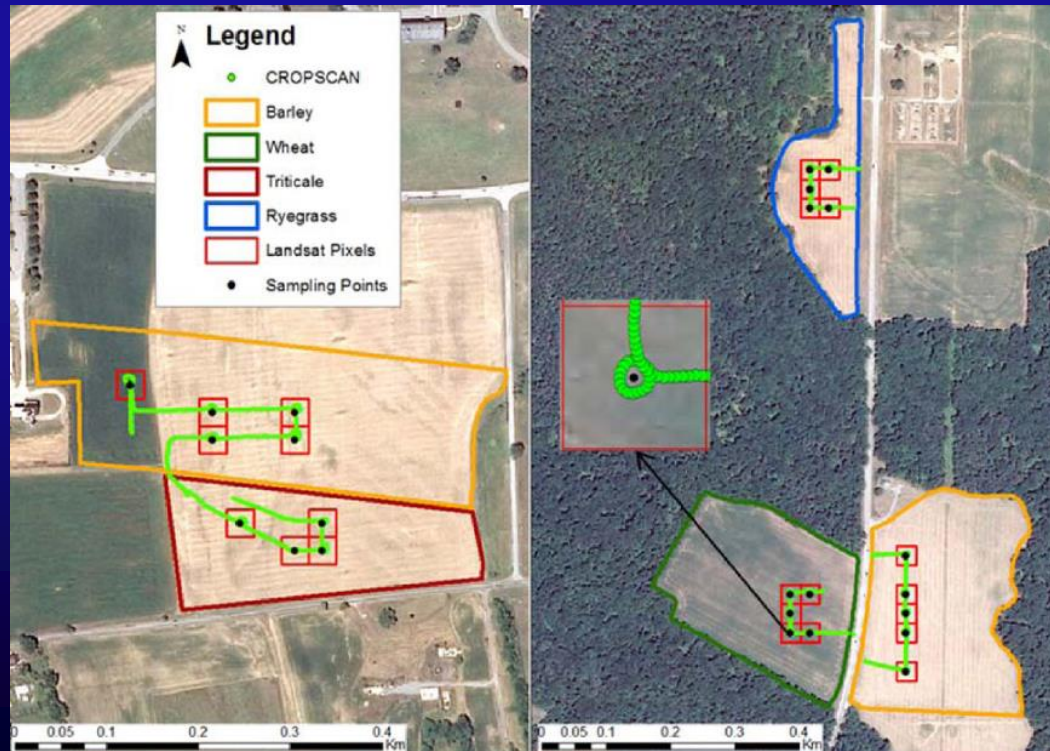 N
Legend
CROPSCAN
Barley
Wheat
Triticale
Ryegrass
Landsat Pixels
Sampling Points
0 0.05 0.1 0.2 0.3 0.4
Km
0 0.05 0.1 0.2 0.3 0.4
Km